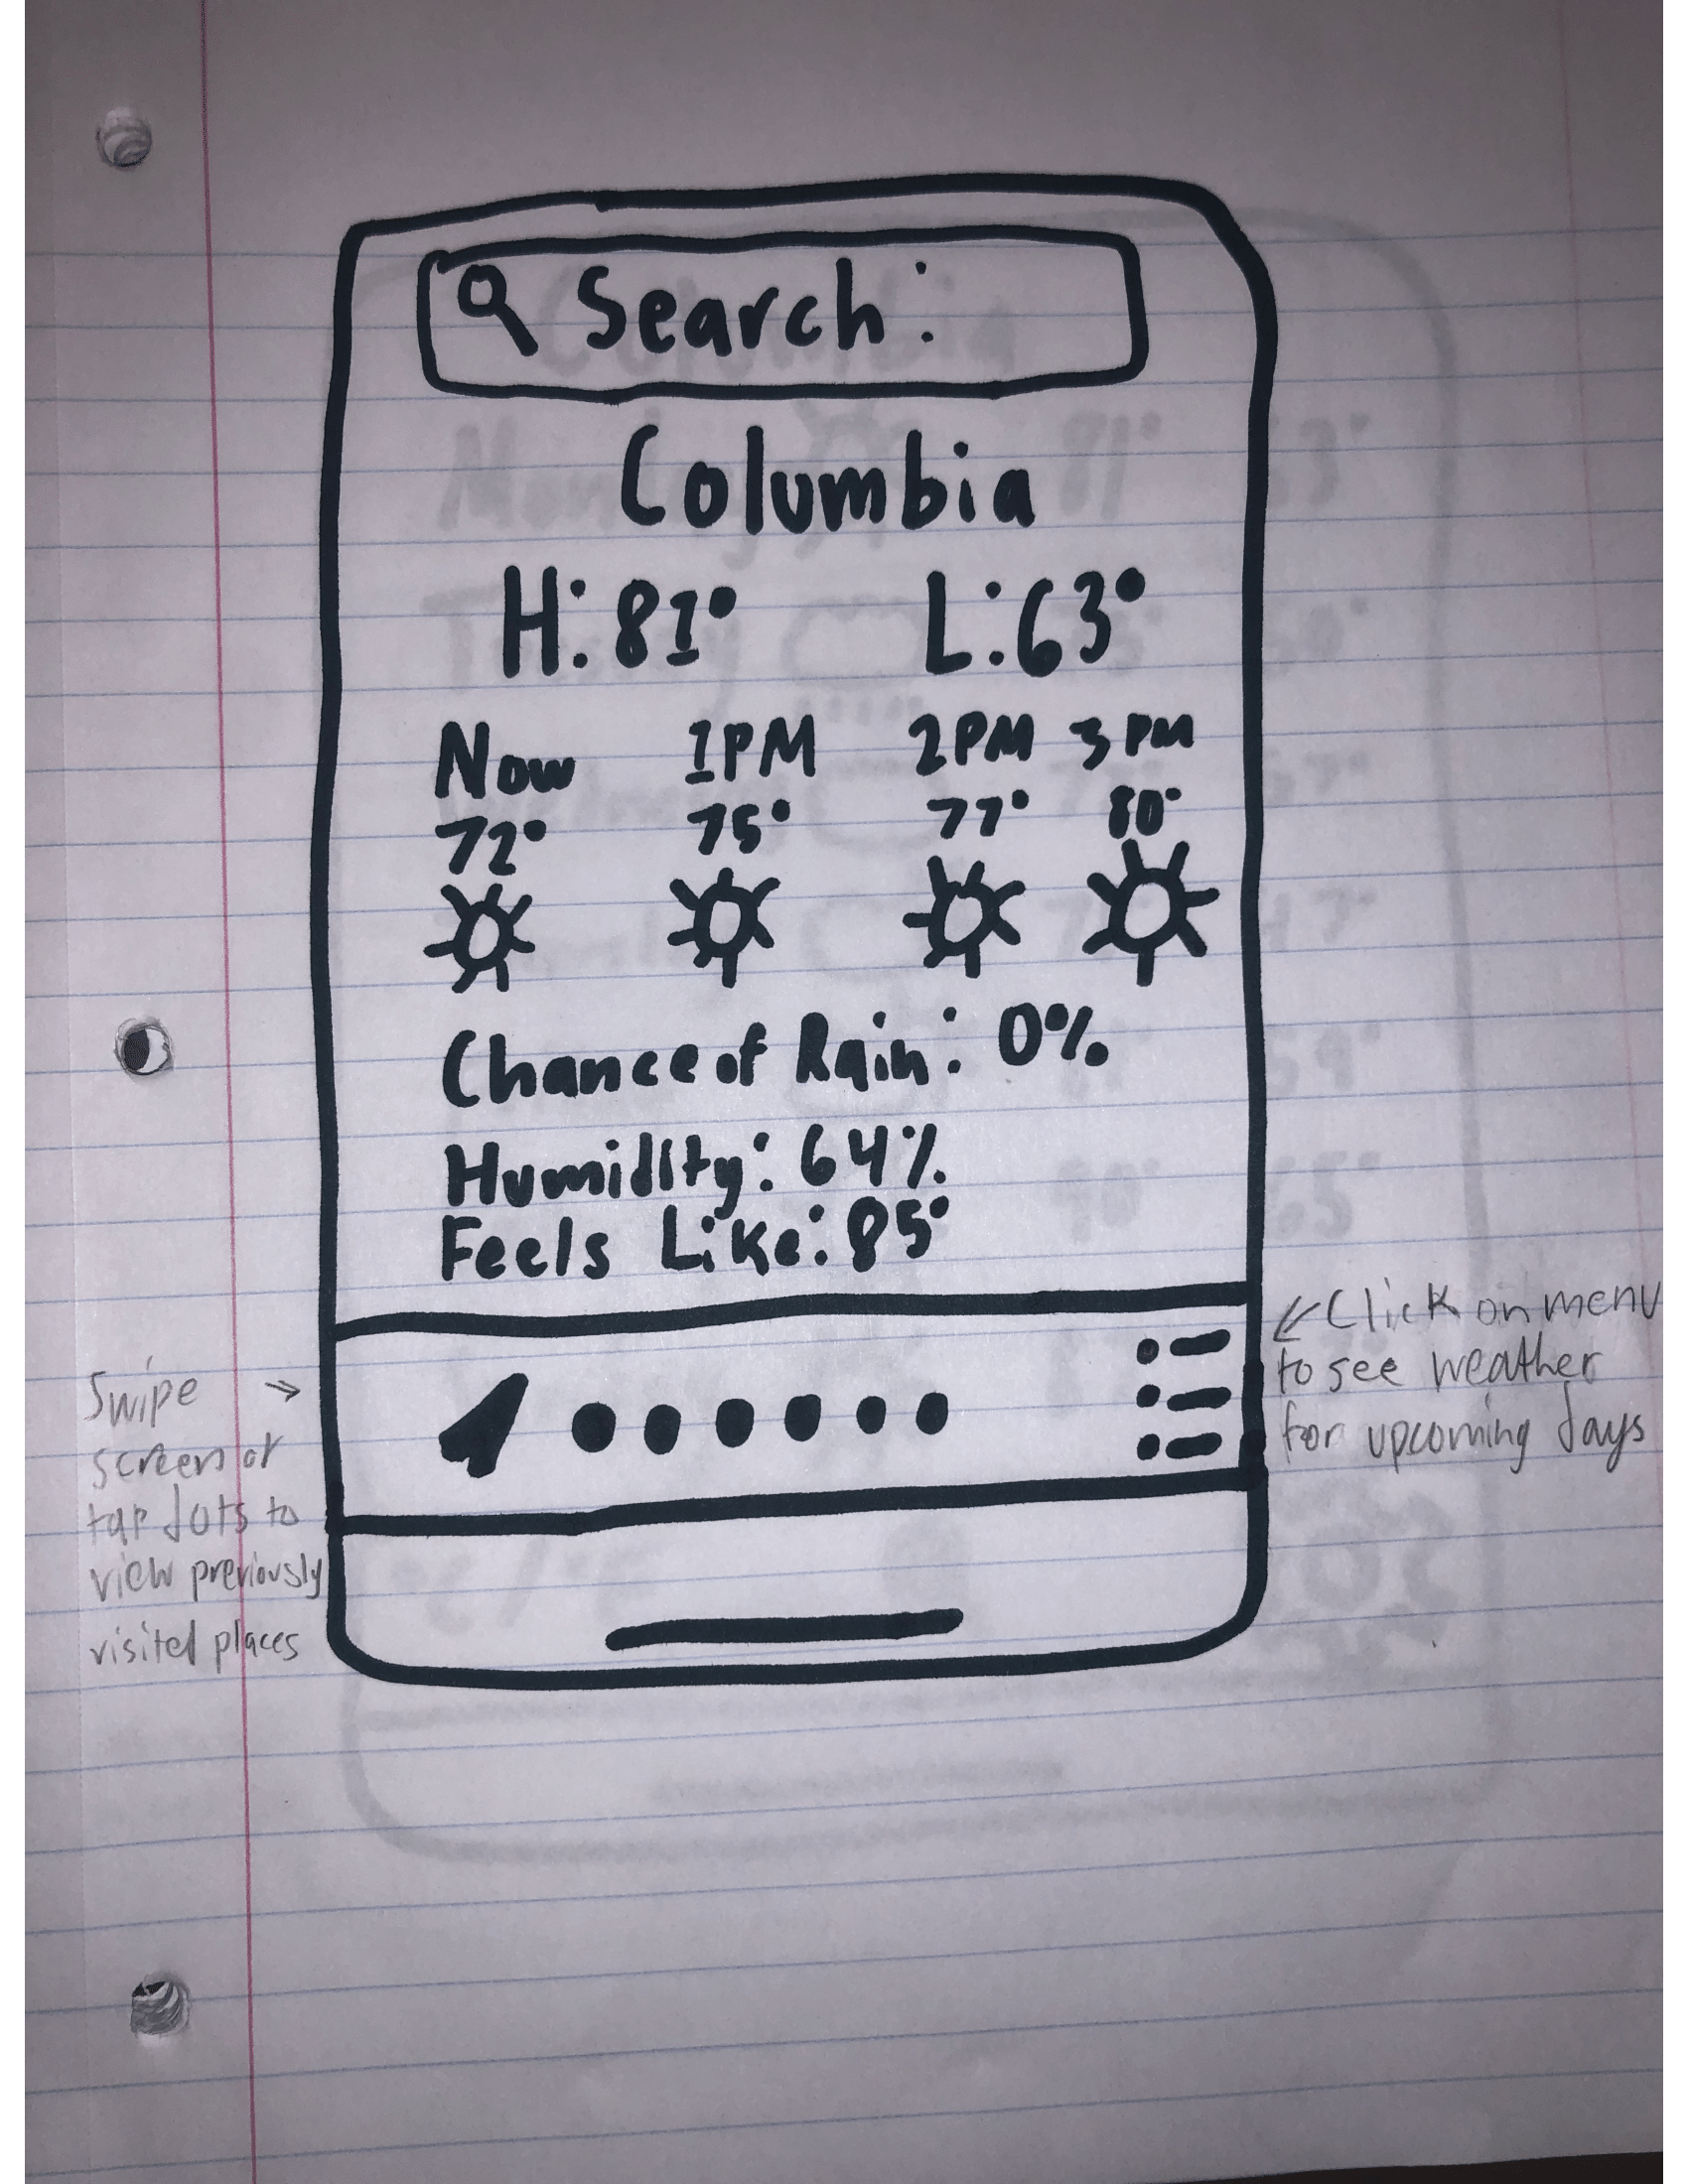 Search:
Columbia
H: 81° L: 63°
Now 1PM 2PM 3PM
72° 75° 77° 80°
Chance of Rain: 0%
Humidity: 64%
Feels Like: 85°
Click on menu
to see weather
for upcoming days
Swipe
screen or
tap dots to
view previously
visited places